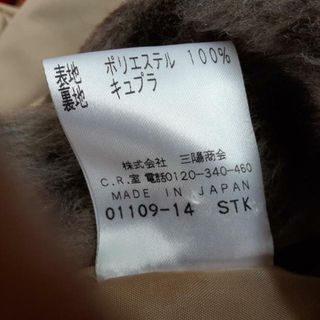 表地 ポリエステル 100%
裏地 キュプラ
株式会社 三陽商会
C.R.室 電話0120-340-460
MADE IN JAPAN
01109-14 STK